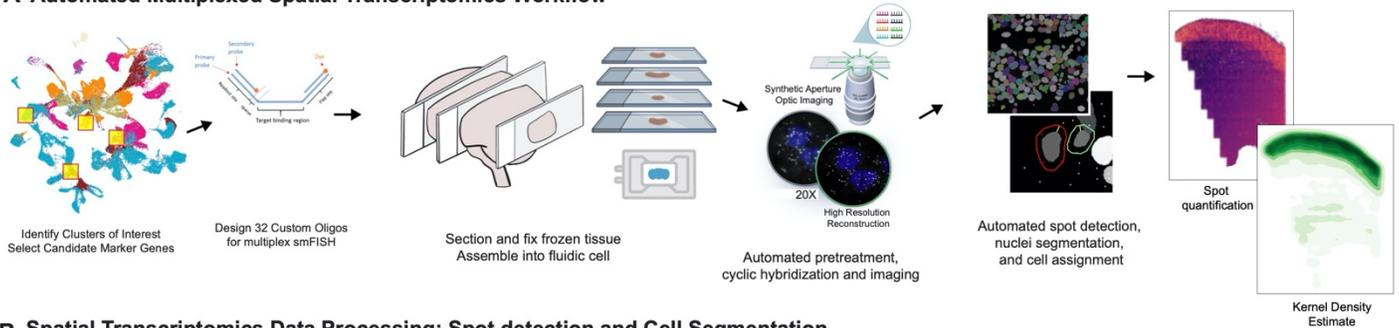 A Automated Multiplexed Spatial Transcriptomics Workflow
Secondary
probe
Primary
probe
Dye
Target binding region
Identify Clusters of Interest
Select Candidate Marker Genes
Design 32 Custom Oligos
for multiplex smFISH
Section and fix frozen tissue
Assemble into fluidic cell
Synthetic Aperture
Optic Imaging
20X
High Resolution
Reconstruction
Automated pretreatment,
cyclic hybridization and imaging
Automated spot detection,
nuclei segmentation,
and cell assignment
Spot
quantification
Kernel Density
Estimate
B Spatial Transcriptomics Data Processing: Spot detection and Cell Segmentation